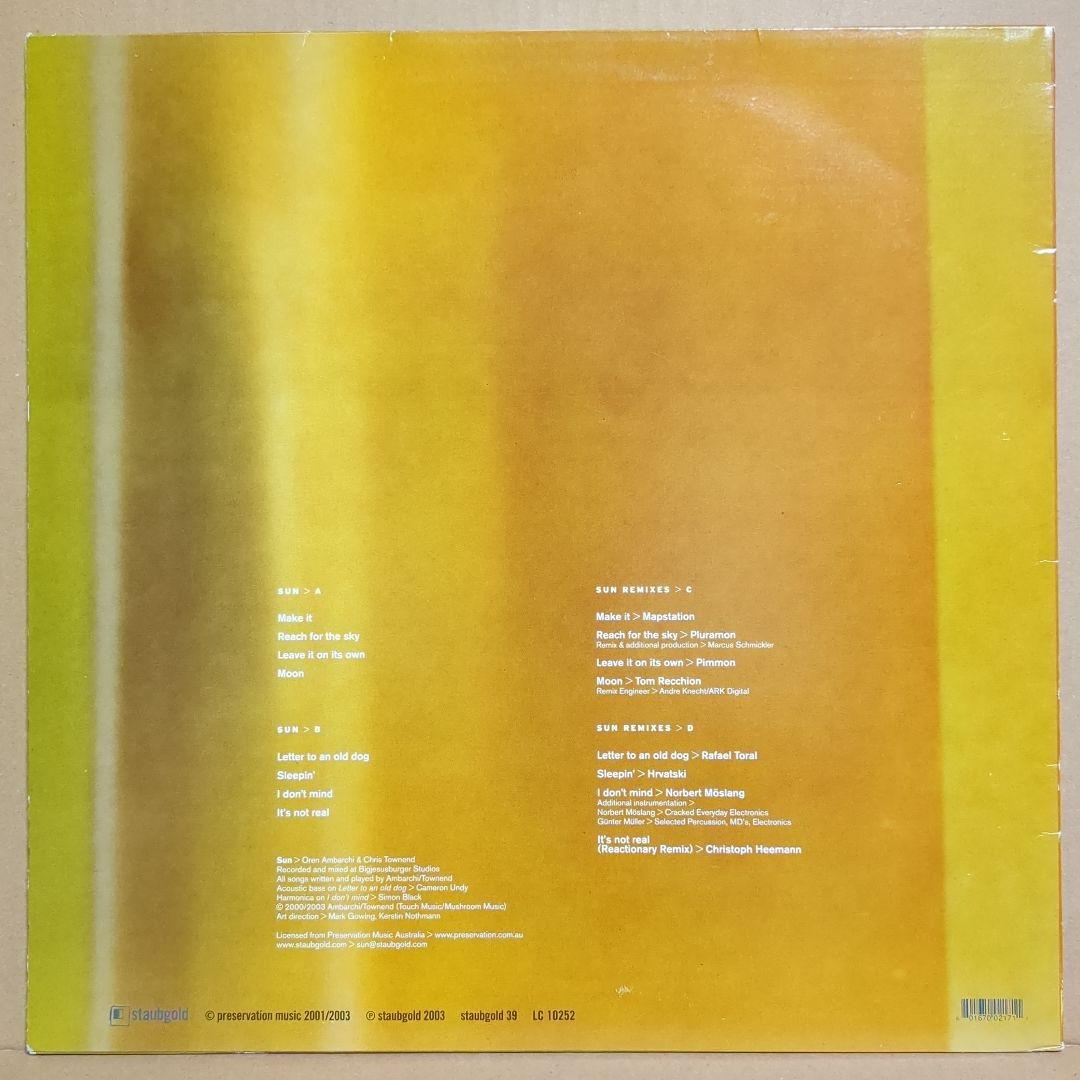 SUN > A
Make it
Reach for the sky
Leave it on its own
Moon
SUN > B
Letter to an old dog
Sleepin'
I don't mind
It's not real
Sun > Oren Ambarchi & Chris Townend
Recorded and mixed at Bigjesusburger Studios
All songs written and played by Ambarchi/Townend
Acoustic bass on Letter to an old dog > Cameron Undy
Harmonica on I don't mind > Simon Black
© 2000/2003 Ambarchi/Townend (Touch Music/Mushroom Music)
Art direction > Mark Gowing, Kerstin Nothmann
Licensed from Preservation Music Australia > www.preservation.com.au
www.staubgold.com > sun@staubgold.com
SUN REMIXES > C
Make it > Mapstation
Reach for the sky > Pluramon
Remix & additional production > Marcus Schmickler
Leave it on its own > Pimmon
Moon > Tom Recchion
Remix Engineer > Andre Knecht/ARK Digital
SUN REMIXES > D
Letter to an old dog > Rafael Toral
Sleepin' > Hrvatski
I don't mind > Norbert Möslang
Additional instrumentation >
Norbert Möslang > Cracked Everyday Electronics
Günter Müller > Selected Percussion, MD's, Electronics
It's not real
(Reactionary Remix) > Christoph Heemann
staubgold © preservation music 2001/2003 ℗ staubgold 2003 staubgold 39 LC 10252